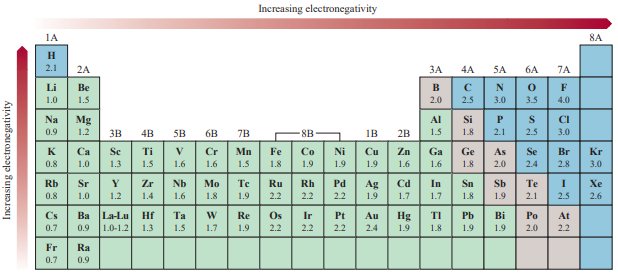 Increasing electronegativity
1A 8A
H
2.1 2A 3A 4A 5A 6A 7A
Li Be B C N O F
1.0 1.5 2.0 2.5 3.0 3.5 4.0
Na Mg Al Si P S Cl
0.9 1.2 3B 4B 5B 6B 7B 8B 1B 2B 1.5 1.8 2.1 2.5 3.0
K Ca Sc Ti V Cr Mn Fe Co Ni Cu Zn Ga Ge As Se Br Kr
0.8 1.0 1.3 1.5 1.6 1.6 1.5 1.8 1.9 1.9 1.9 1.6 1.6 1.8 2.0 2.4 2.8 3.0
Rb Sr Y Zr Nb Mo Tc Ru Rh Pd Ag Cd In Sn Sb Te I Xe
0.8 1.0 1.2 1.4 1.6 1.8 1.9 2.2 2.2 2.2 1.9 1.7 1.7 1.8 1.9 2.1 2.5 2.6
Cs Ba La-Lu Hf Ta W Re Os Ir Pt Au Hg Tl Pb Bi Po At
0.7 0.9 1.0-1.2 1.3 1.5 1.7 1.9 2.2 2.2 2.2 2.4 1.9 1.8 1.9 1.9 2.0 2.2
Fr Ra
0.7 0.9
Increasing electronegativity